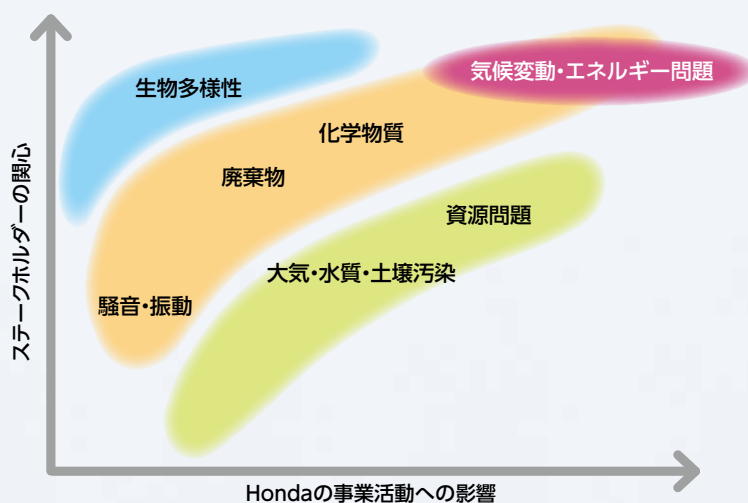 気候変動・エネルギー問題
生物多様性
化学物質
廃棄物
資源問題
大気・水質・土壌汚染
騒音・振動
ステークホルダーの関心
Hondaの事業活動への影響